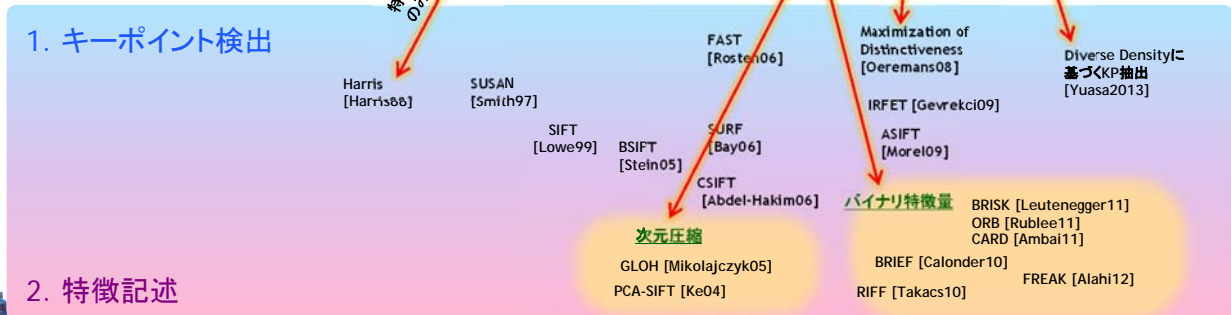 特
のみ
1. キーポイント検出
Harris
[Harris88]
SUSAN
[Smith97]
SIFT
[Lowe99]
BSIFT
[Stein05]
FAST
[Rosten06]
SURF
[Bay06]
CSIFT
[Abdel-Hakim06]
Maximization of
Distinctiveness
[Oeremans08]
IRFET [Gevrekci09]
ASIFT
[Morel09]
Diverse Densityに
基づくKP抽出
[Yuasa2013]
次元圧縮
GLOH [Mikolajczyk05]
PCA-SIFT [Ke04]
バイナリ特徴量
BRISK [Leutenegger11]
ORB [Rublee11]
CARD [Ambai11]
BRIEF [Calonder10]
FREAK [Alahi12]
RIFF [Takacs10]
2. 特徴記述